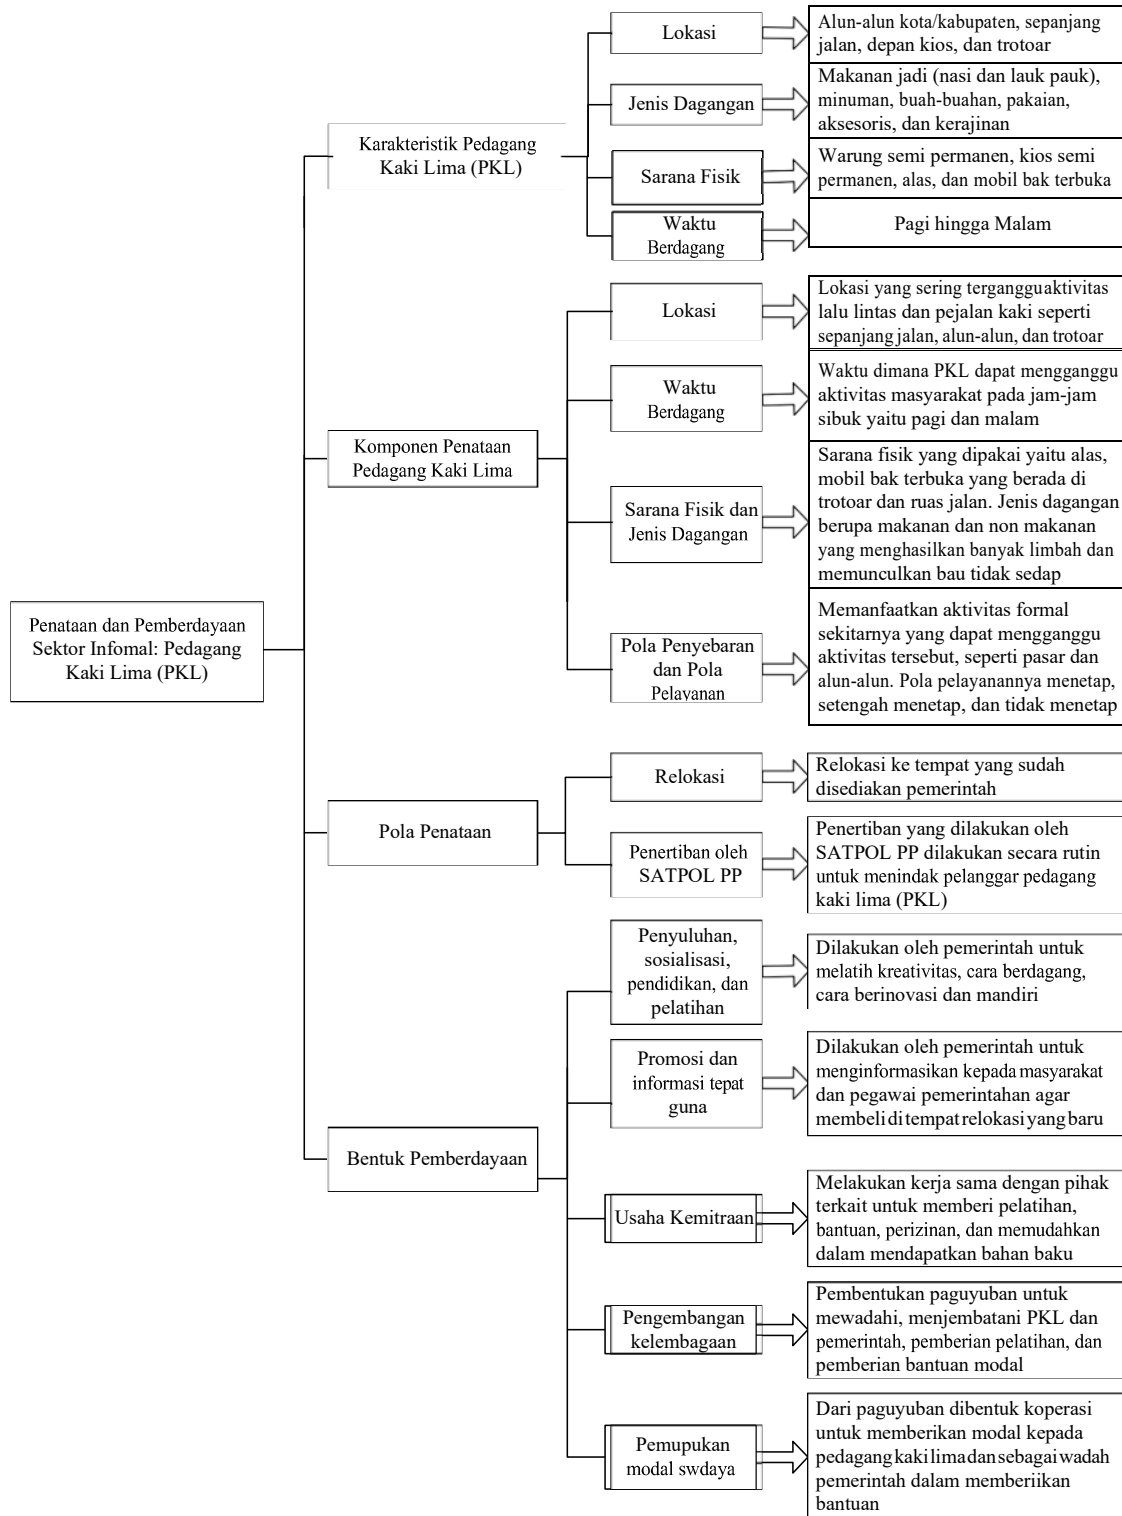 Penataan dan Pemberdayaan
Sektor Infomal: Pedagang
Kaki Lima (PKL)
Karakteristik Pedagang
Kaki Lima (PKL)
Lokasi
Alun-alun kota/kabupaten, sepanjang
jalan, depan kios, dan trotoar
Jenis Dagangan
Makanan jadi (nasi dan lauk pauk),
minuman, buah-buahan, pakaian,
aksesoris, dan kerajinan
Sarana Fisik
Warung semi permanen, kios semi
permanen, alas, dan mobil bak terbuka
Waktu
Berdagang
Pagi hingga Malam
Komponen Penataan
Pedagang Kaki Lima
Lokasi
Lokasi yang sering terganggu aktivitas
lalu lintas dan pejalan kaki seperti
sepanjang jalan, alun-alun, dan trotoar
Waktu
Berdagang
Waktu dimana PKL dapat mengganggu
aktivitas masyarakat pada jam-jam
sibuk yaitu pagi dan malam
Sarana Fisik dan
Jenis Dagangan
Sarana fisik yang dipakai yaitu alas,
mobil bak terbuka yang berada di
trotoar dan ruas jalan. Jenis dagangan
berupa makanan dan non makanan
yang menghasilkan banyak limbah dan
memunculkan bau tidak sedap
Pola Penyebaran
dan Pola
Pelayanan
Memanfaatkan aktivitas formal
sekitarnya yang dapat mengganggu
aktivitas tersebut, seperti pasar dan
alun-alun. Pola pelayanannya menetap,
setengah menetap, dan tidak menetap
Pola Penataan
Relokasi
Relokasi ke tempat yang sudah
disediakan pemerintah
Penertiban oleh
SATPOL PP
Penertiban yang dilakukan oleh
SATPOL PP dilakukan secara rutin
untuk menindak pelanggar pedagang
kaki lima (PKL)
Bentuk Pemberdayaan
Penyuluhan,
sosialisasi,
pendidikan, dan
pelatihan
Dilakukan oleh pemerintah untuk
melatih kreativitas, cara berdagang,
cara berinovasi dan mandiri
Promosi dan
informasi tepat
guna
Dilakukan oleh pemerintah untuk
menginformasikan kepada masyarakat
dan pegawai pemerintahan agar
membeli di tempat relokasi yang baru
Usaha Kemitraan
Melakukan kerja sama dengan pihak
terkait untuk memberi pelatihan,
bantuan, perizinan, dan memudahkan
dalam mendapatkan bahan baku
Pengembangan
kelembagaan
Pembentukan paguyuban untuk
mewadahi, menjembatani PKL dan
pemerintah, pemberian pelatihan, dan
pemberian bantuan modal
Pemupukan
modal swdaya
Dari paguyuban dibentuk koperasi
untuk memberikan modal kepada
pedagang kaki lima dan sebagai wadah
pemerintah dalam memberiikan
bantuan